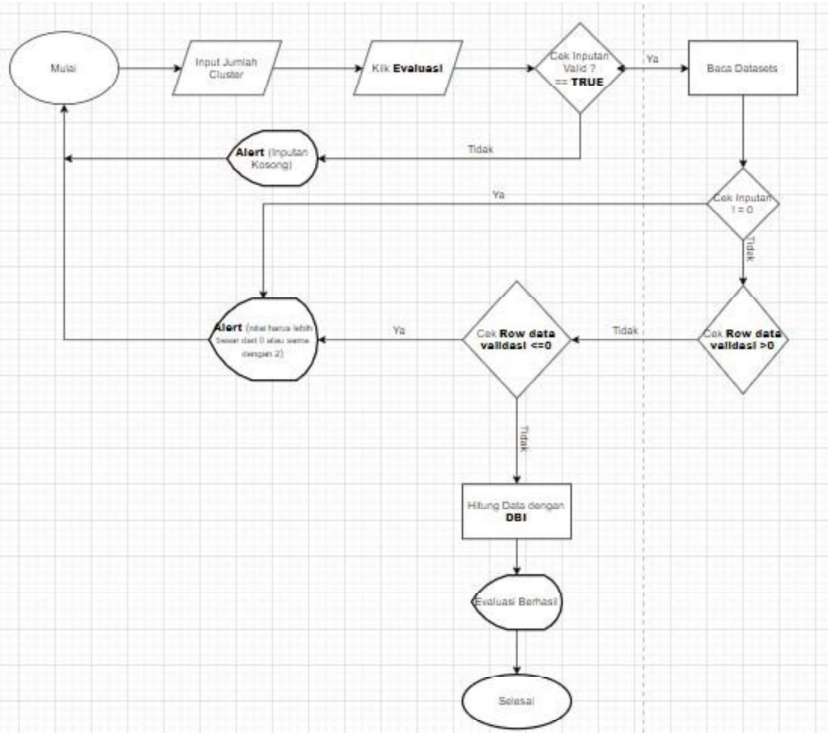 Mulai
Input Jumlah
Cluster
Klik Evaluasi
Cek Inputan
Valid ?
== TRUE
Ya
Baca Datasets
Alert (Inputan
Kosong)
Tidak
Ya
Cek Inputan
! = 0
Tidak
Alert (nilai harus lebih
besar dari 0 atau sama
dengan 2)
Ya
Cek Row data
validasi <=0
Tidak
Cek Row data
validasi >0
Tidak
Hitung Data dengan
DBI
Evaluasi Berhasil
Selesai